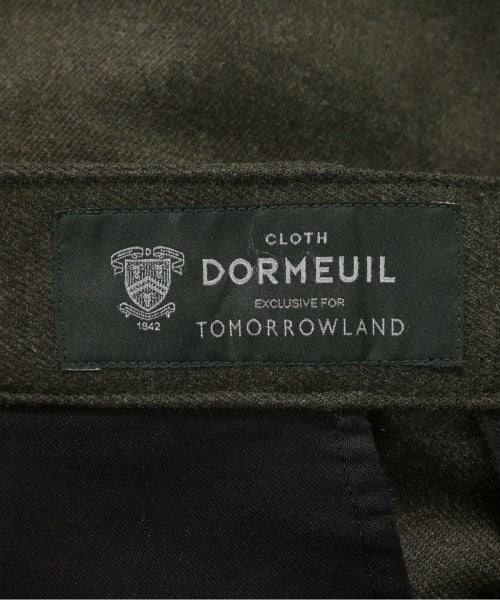 CLOTH
DORMEUIL
EXCLUSIVE FOR
TOMORROWLAND
D
1842